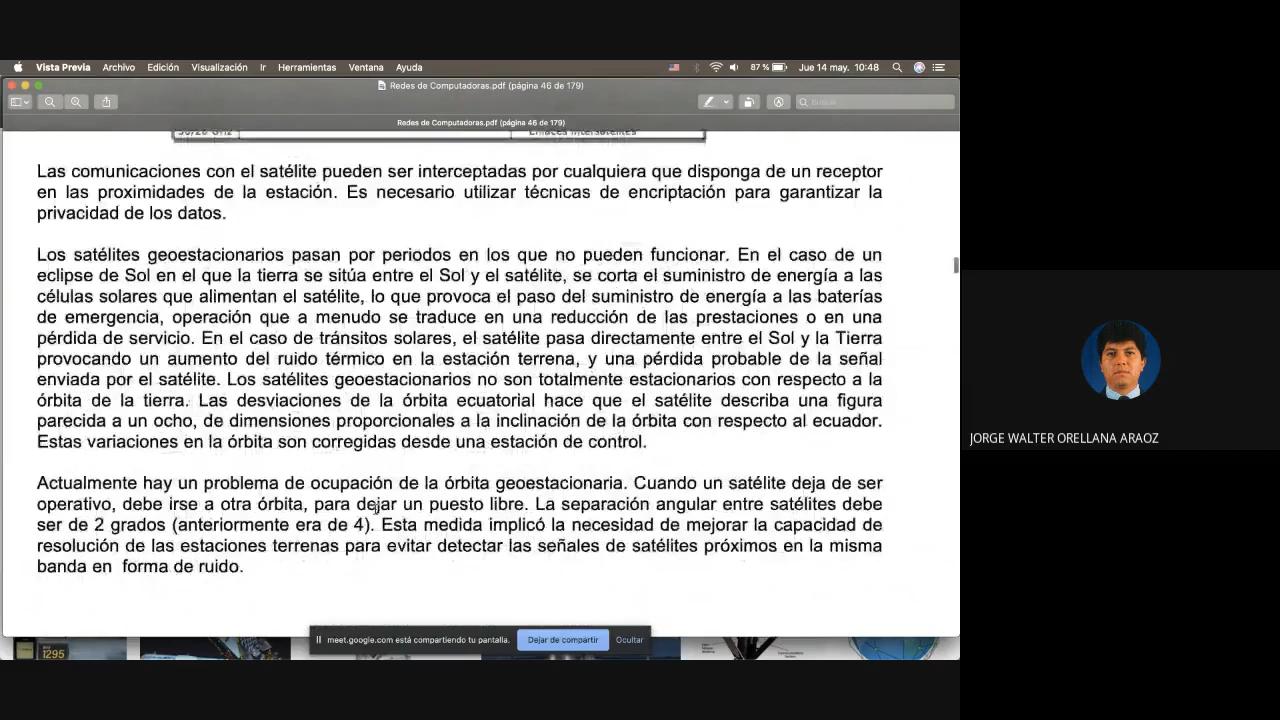 Vista Previa Archivo Edición Visualización Ir Herramientas Ventana Ayuda 87 % Jue 14 may. 10:48
Redes de Computadoras.pdf (página 46 de 179)
Buscar
Redes de Computadoras.pdf (página 46 de 179)
Enlaces intersatélites
Las comunicaciones con el satélite pueden ser interceptadas por cualquiera que disponga de un receptor
en las proximidades de la estación. Es necesario utilizar técnicas de encriptación para garantizar la
privacidad de los datos.
Los satélites geoestacionarios pasan por periodos en los que no pueden funcionar. En el caso de un
eclipse de Sol en el que la tierra se sitúa entre el Sol y el satélite, se corta el suministro de energía a las
células solares que alimentan el satélite, lo que provoca el paso del suministro de energía a las baterías
de emergencia, operación que a menudo se traduce en una reducción de las prestaciones o en una
pérdida de servicio. En el caso de tránsitos solares, el satélite pasa directamente entre el Sol y la Tierra
provocando un aumento del ruido térmico en la estación terrena, y una pérdida probable de la señal
enviada por el satélite. Los satélites geoestacionarios no son totalmente estacionarios con respecto a la
órbita de la tierra. Las desviaciones de la órbita ecuatorial hace que el satélite describa una figura
parecida a un ocho, de dimensiones proporcionales a la inclinación de la órbita con respecto al ecuador.
Estas variaciones en la órbita son corregidas desde una estación de control.
Actualmente hay un problema de ocupación de la órbita geoestacionaria. Cuando un satélite deja de ser
operativo, debe irse a otra órbita, para dejar un puesto libre. La separación angular entre satélites debe
ser de 2 grados (anteriormente era de 4). Esta medida implicó la necesidad de mejorar la capacidad de
resolución de las estaciones terrenas para evitar detectar las señales de satélites próximos en la misma
banda en forma de ruido.
JORGE WALTER ORELLANA ARAOZ
meet.google.com está compartiendo tu pantalla. Dejar de compartir Ocultar
1295